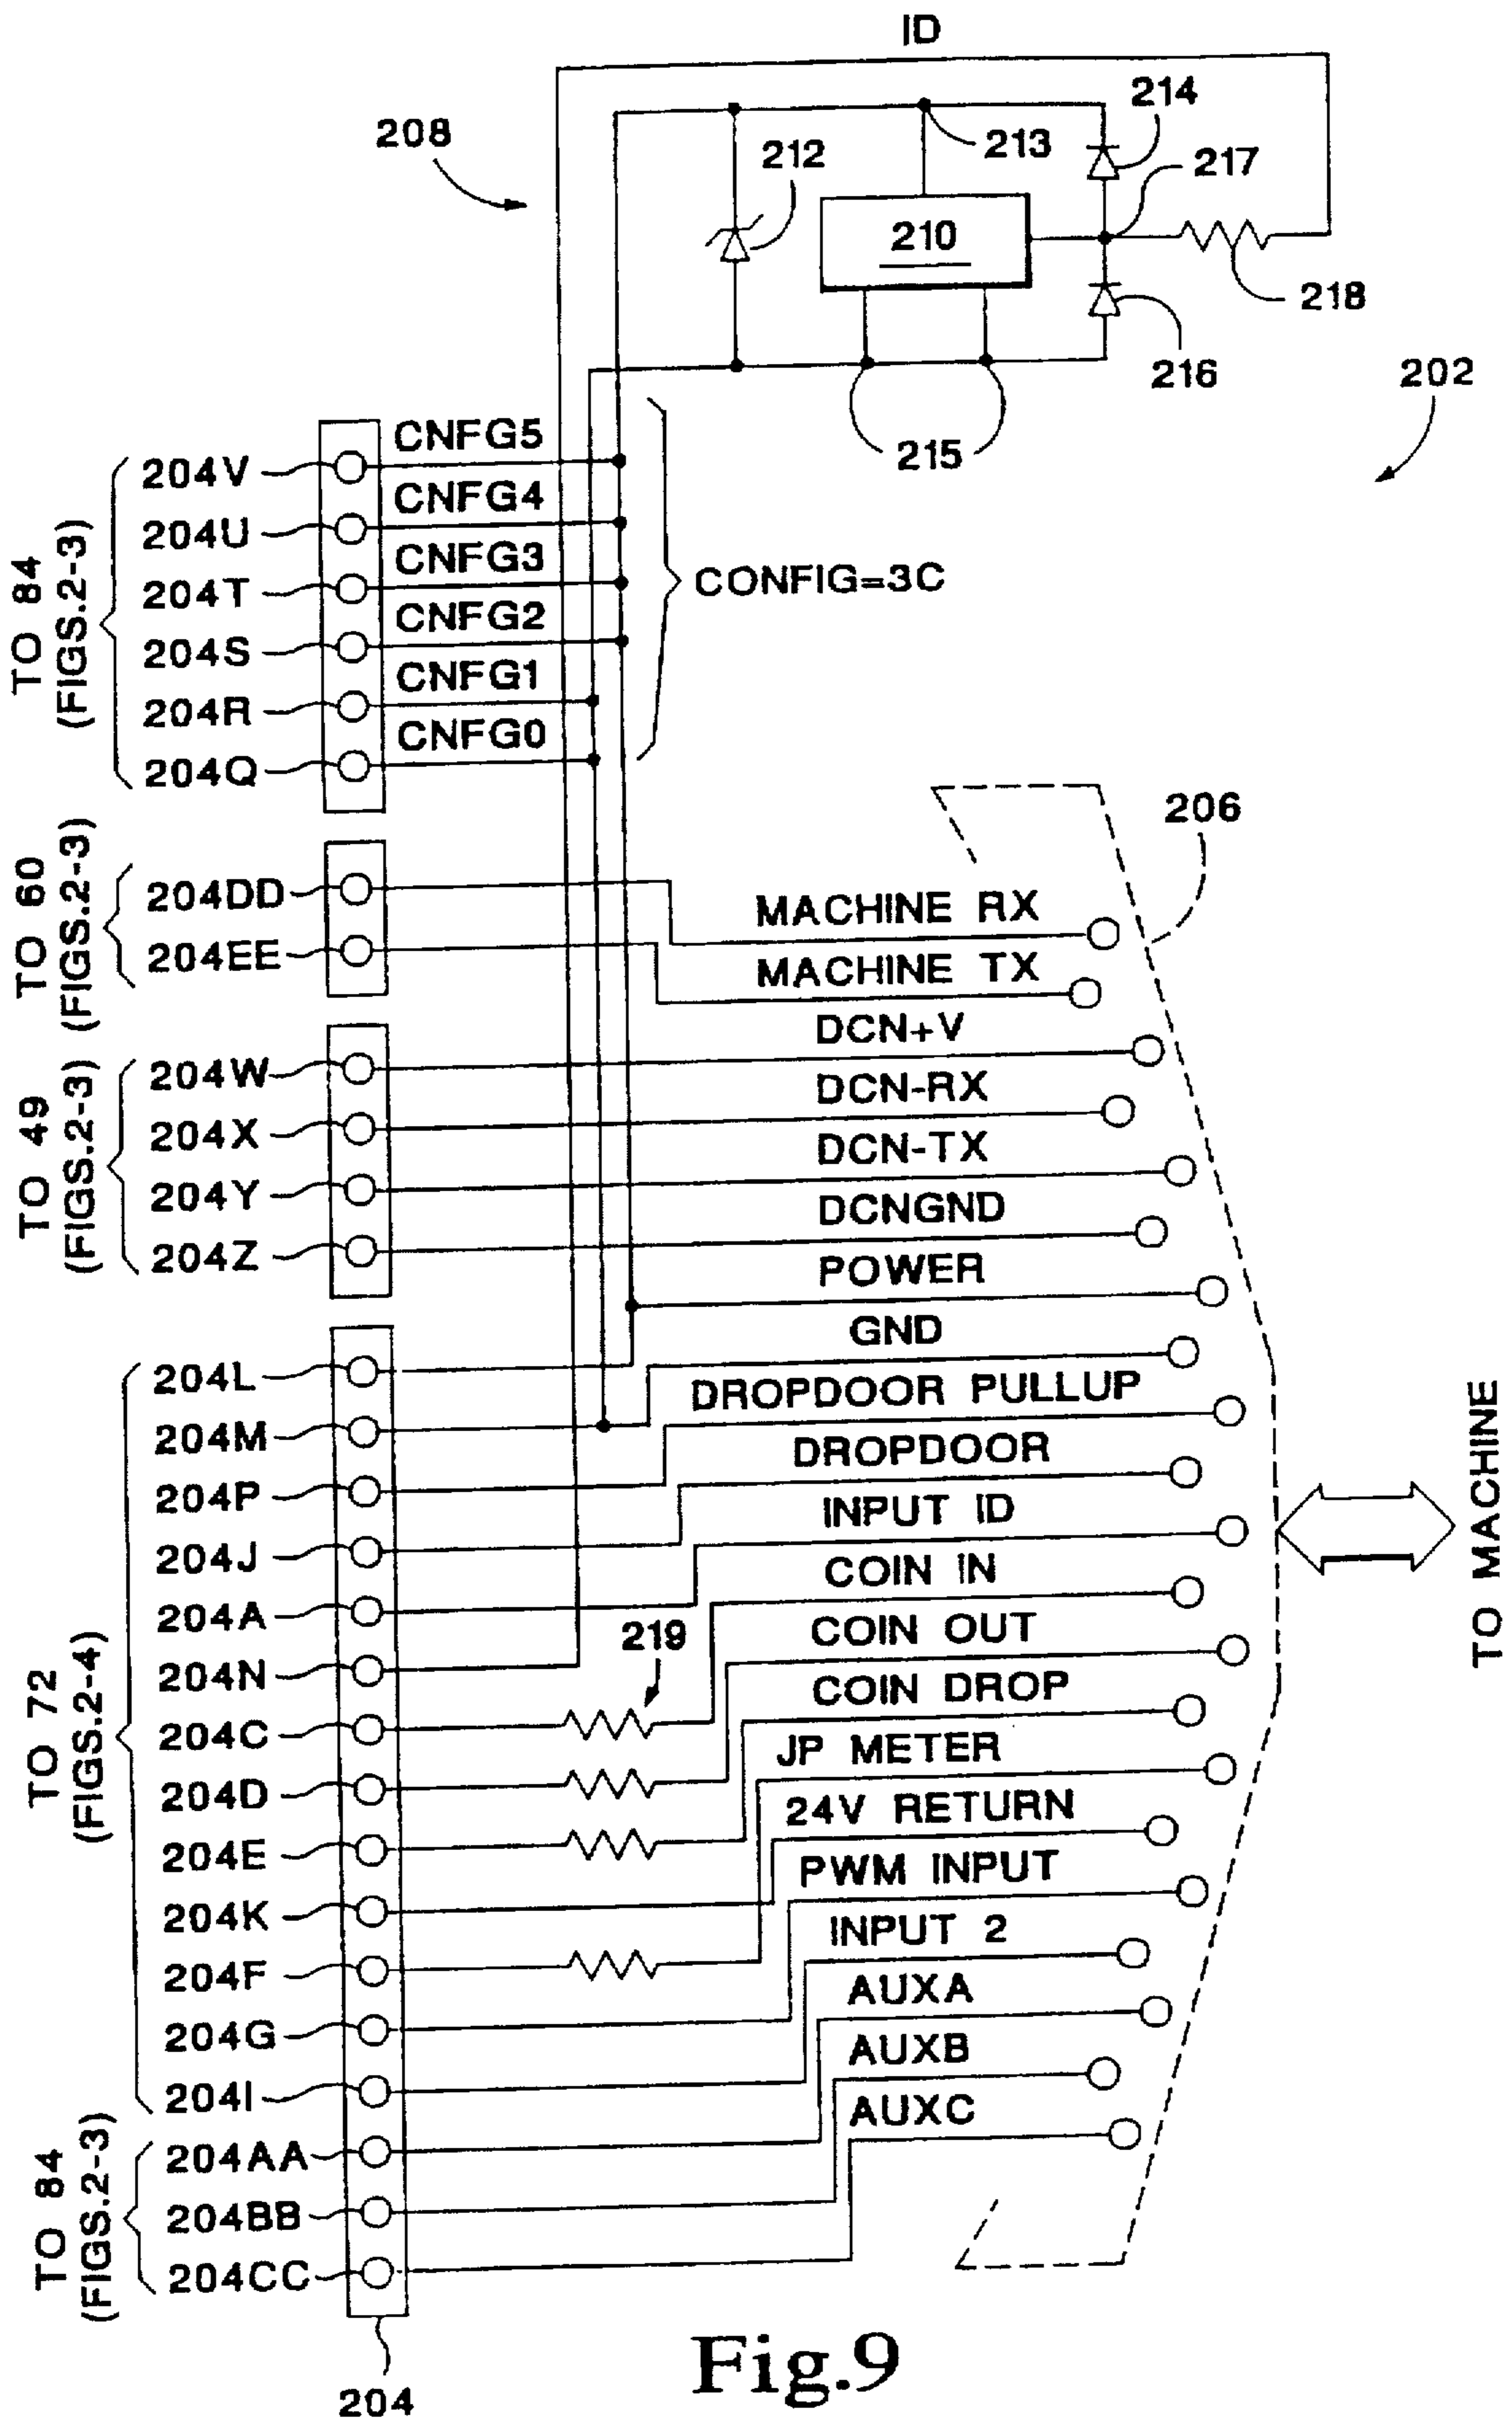 ID
208
212
213
214
217
210
218
216
215
202
TO 84
(FIGS.2-3)
204V
CNFG5
204U
CNFG4
204T
CNFG3
204S
CNFG2
204R
CNFG1
204Q
CNFG0
CONFIG=3C
206
TO 60
(FIGS.2-3)
204DD
MACHINE RX
204EE
MACHINE TX
TO 49
(FIGS.2-3)
204W
DCN+V
204X
DCN-RX
204Y
DCN-TX
204Z
DCNGND
POWER
TO 72
(FIGS.2-4)
204L
GND
204M
DROPDOOR PULLUP
204P
DROPDOOR
204J
INPUT ID
204A
COIN IN
204N
219
COIN OUT
204C
COIN DROP
204D
JP METER
204E
24V RETURN
204K
PWM INPUT
204F
INPUT 2
204G
AUXA
204I
AUXB
TO 84
(FIGS.2-3)
204AA
AUXC
204BB
204CC
TO MACHINE
204
Fig.9